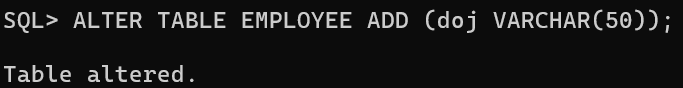 SQL> ALTER TABLE EMPLOYEE ADD (doj VARCHAR(50));
Table altered.